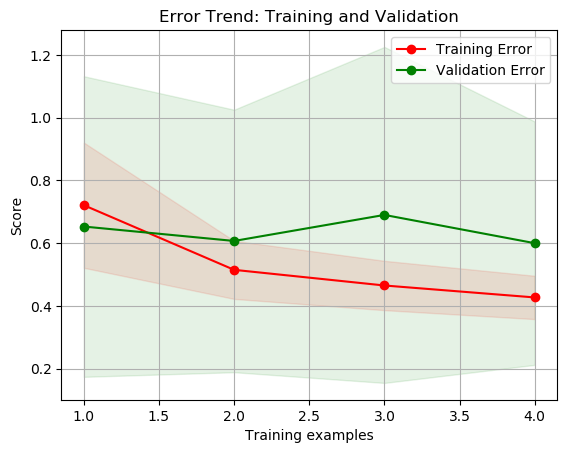 Error Trend: Training and Validation
Training Error
Validation Error
1.2
1.0
0.8
0.6
0.4
0.2
Score
1.0 1.5 2.0 2.5 3.0 3.5 4.0
Training examples